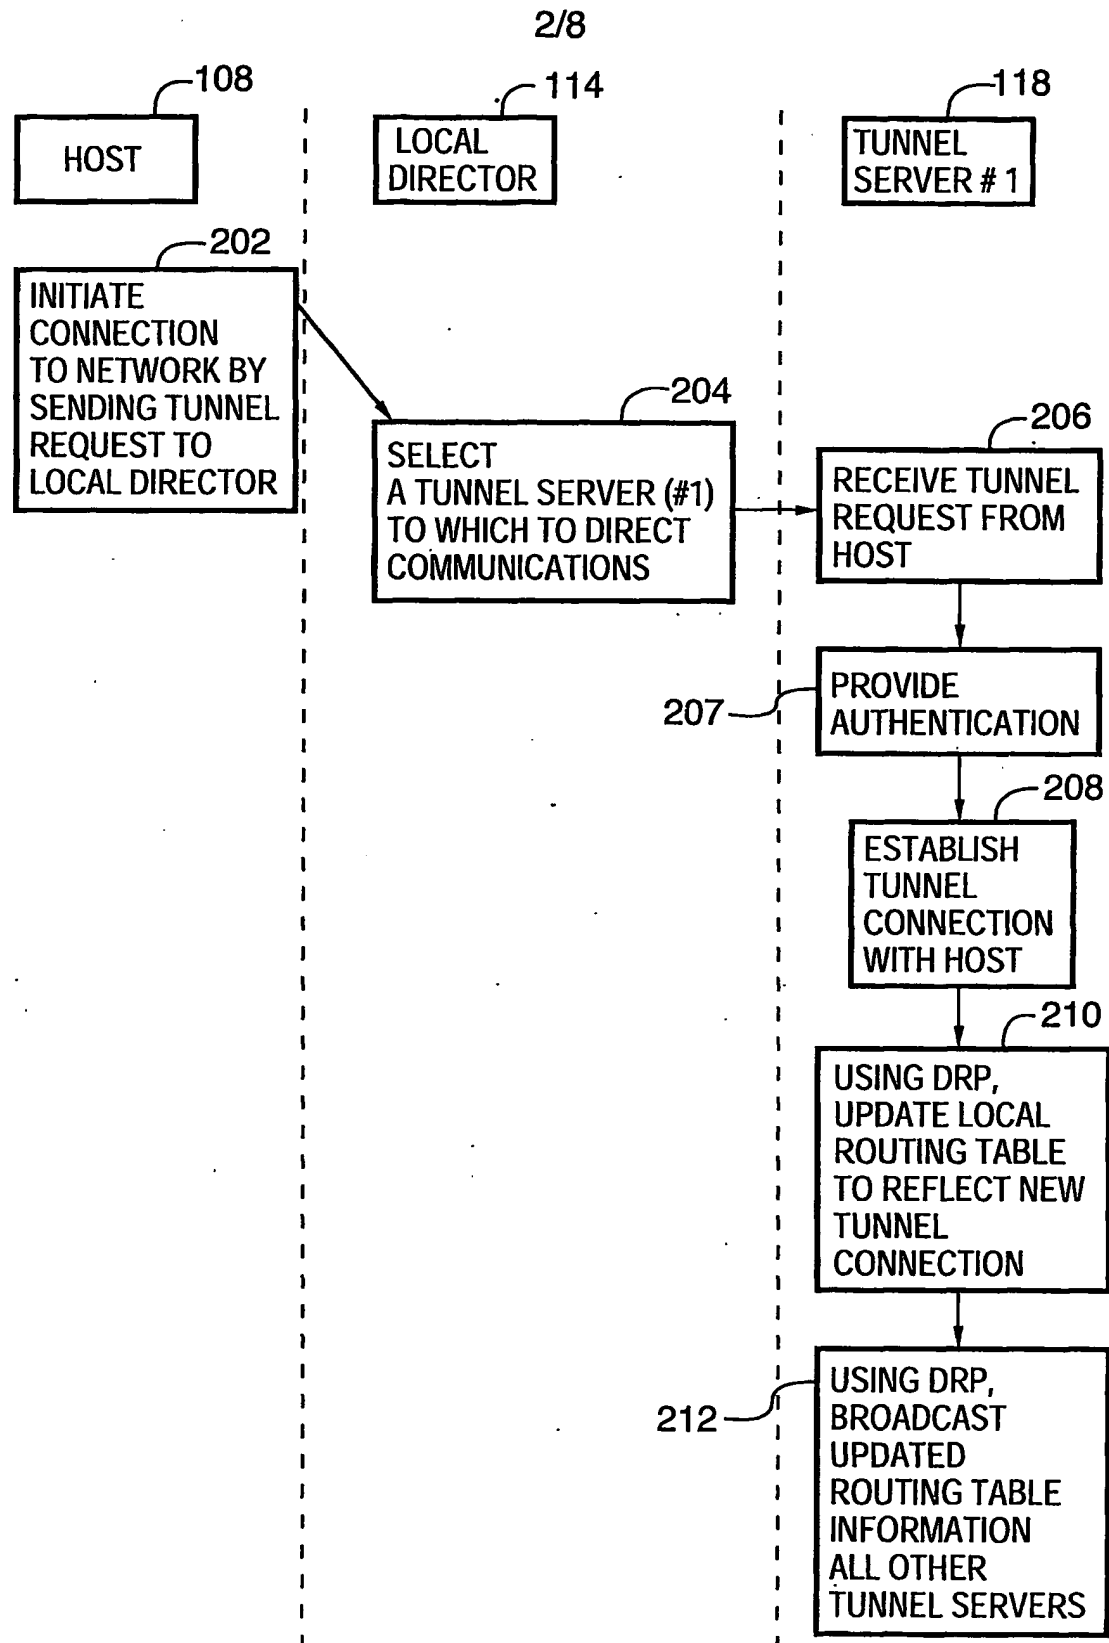 2/8
108
HOST
114
LOCAL
DIRECTOR
118
TUNNEL
SERVER # 1
202
INITIATE
CONNECTION
TO NETWORK BY
SENDING TUNNEL
REQUEST TO
LOCAL DIRECTOR
204
SELECT
A TUNNEL SERVER (#1)
TO WHICH TO DIRECT
COMMUNICATIONS
206
RECEIVE TUNNEL
REQUEST FROM
HOST
207
PROVIDE
AUTHENTICATION
208
ESTABLISH
TUNNEL
CONNECTION
WITH HOST
210
USING DRP,
UPDATE LOCAL
ROUTING TABLE
TO REFLECT NEW
TUNNEL
CONNECTION
212
USING DRP,
BROADCAST
UPDATED
ROUTING TABLE
INFORMATION
ALL OTHER
TUNNEL SERVERS